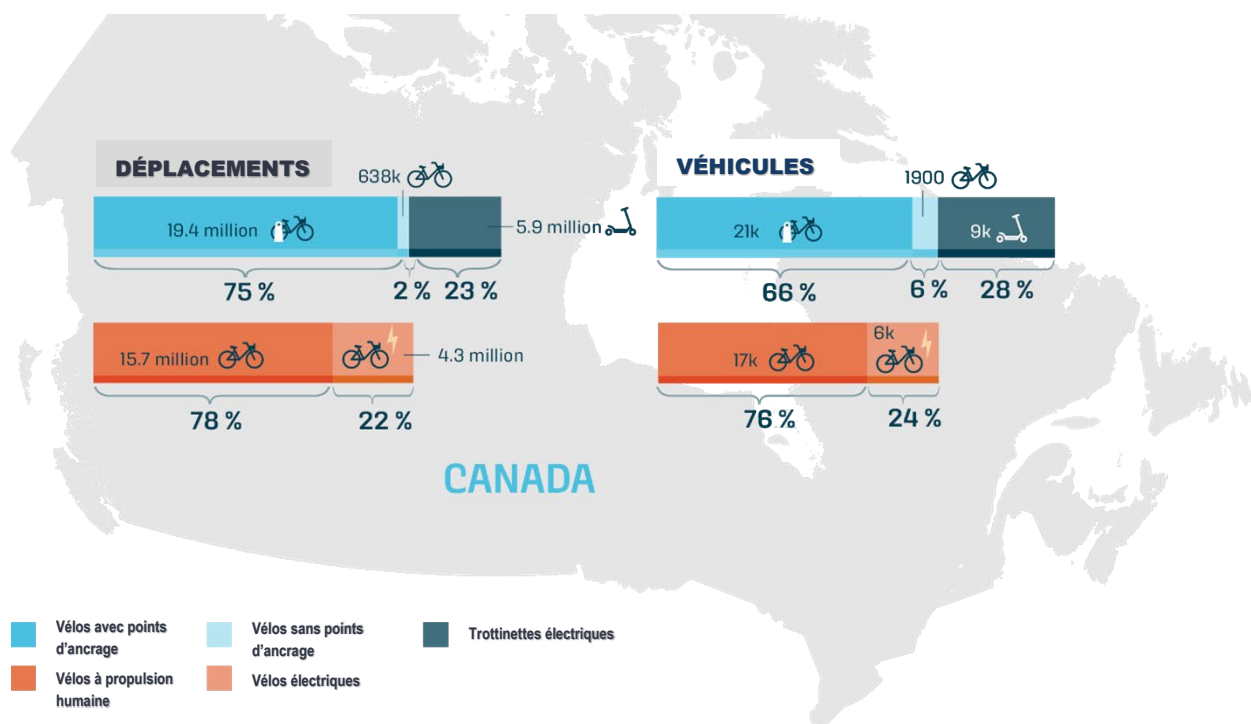 DÉPLACEMENTS
638k
19.4 million
5.9 million
75 %
2 %
23 %
15.7 million
4.3 million
78 %
22 %
VÉHICULES
1900
21k
9k
66 %
6 %
28 %
17k
6k
76 %
24 %
CANADA
Vélos avec points
d’ancrage
Vélos sans points
d’ancrage
Trottinettes électriques
Vélos à propulsion
humaine
Vélos électriques